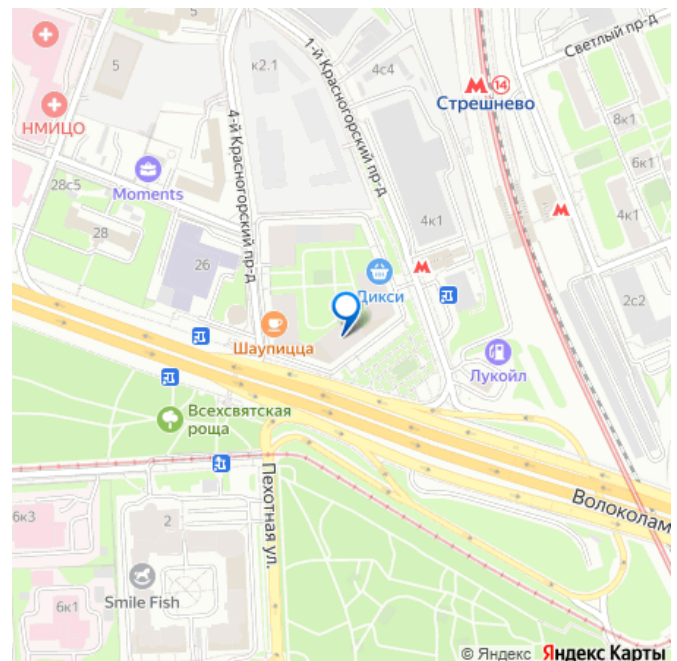 5
5
к2.1
4с4
1-й Красногорский пр-д
4-й Красногорский пр-д
Светлый пр-д
14
Стрешнево
НМИЦО
8к1
6к1
Moments
28с5
28
26
4к1
4к1
Дикси
2с2
Шаупицца
Лукойл
Всехсвятская
роща
Волоколам
Пехотная ул.
6к3
2
Smile Fish
6к1
© Яндекс Яндекс Карты